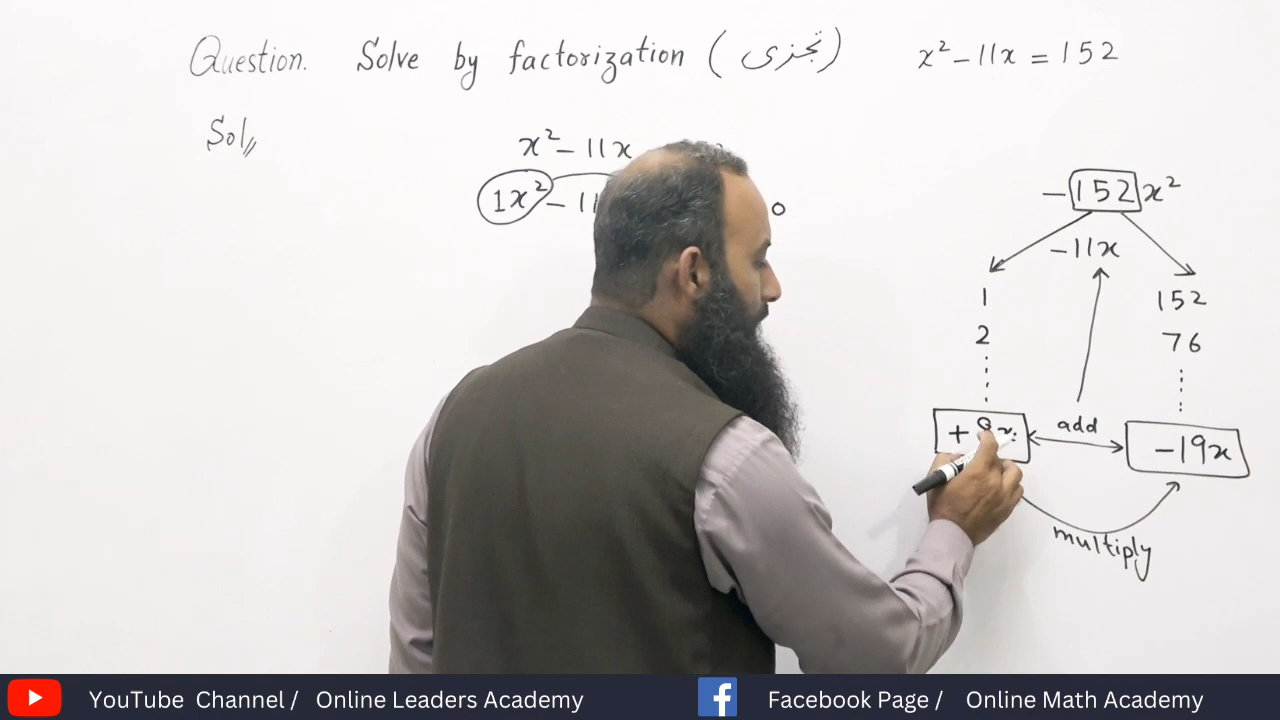 Question. Solve by factorization (تجزی) x² - 11x = 152
Sol,,
x² - 11x
1x² - 11
0
- 152 x²
-11x
1 152
2 76
+ 8x add -19x
multiply
YouTube Channel / Online Leaders Academy Facebook Page / Online Math Academy